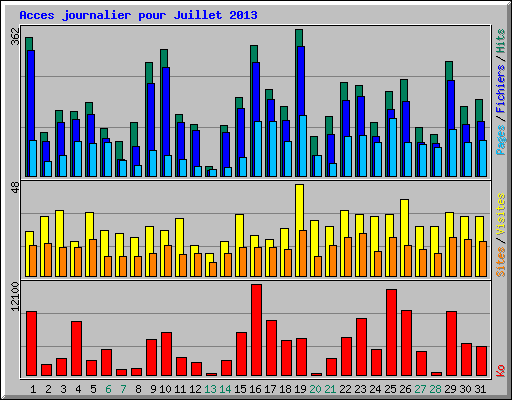 Acces journalier pour Juillet 2013
362
Pages / Fichiers / Hits
48
Sites / Visites
12100
Ko
1 2 3 4 5 6 7 8 9 10 11 12 13 14 15 16 17 18 19 20 21 22 23 24 25 26 27 28 29 30 31